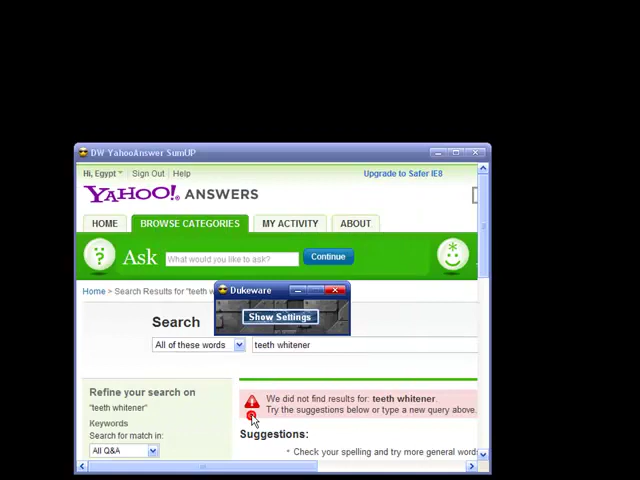 DW YahooAnswer SumUP
Hi, Egypt Sign Out Help Upgrade to Safer IE8
YAHOO! ANSWERS
HOME BROWSE CATEGORIES MY ACTIVITY ABOUT
? Ask What would you like to ask? Continue
Home > Search Results for "teeth w
Dukeware
Show Settings
Search
All of these words teeth whitener
Refine your search on
"teeth whitener"
Keywords
Search for match in:
All Q&A
We did not find results for: teeth whitener.
Try the suggestions below or type a new query above.
Suggestions:
* Check your spelling and try more general word